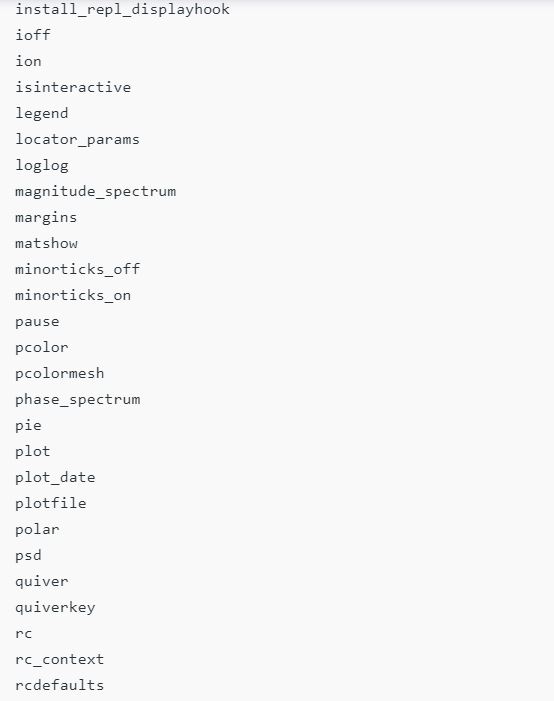 install_repl_displayhook
ioff
ion
isinteractive
legend
locator_params
loglog
magnitude_spectrum
margins
matshow
minorticks_off
minorticks_on
pause
pcolor
pcolormesh
phase_spectrum
pie
plot
plot_date
plotfile
polar
psd
quiver
quiverkey
rc
rc_context
rcdefaults